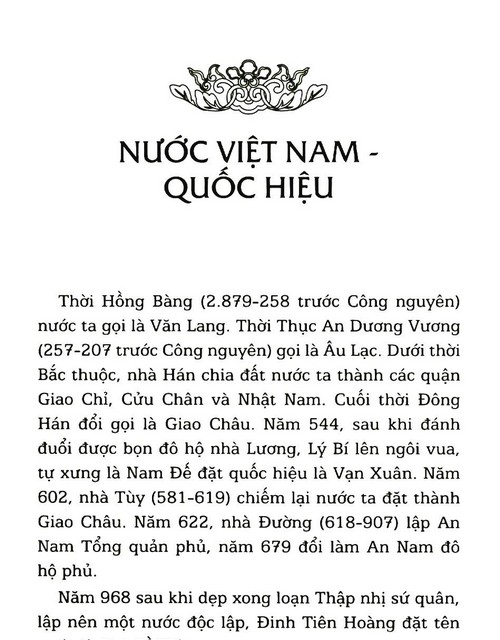 NƯỚC VIỆT NAM -
QUỐC HIỆU
Thời Hồng Bàng (2.879-258 trước Công nguyên)
nước ta gọi là Văn Lang. Thời Thục An Dương Vương
(257-207 trước Công nguyên) gọi là Âu Lạc. Dưới thời
Bắc thuộc, nhà Hán chia đất nước ta thành các quận
Giao Chỉ, Cửu Chân và Nhật Nam. Cuối thời Đông
Hán đổi gọi là Giao Châu. Năm 544, sau khi đánh
đuổi được bọn đô hộ nhà Lương, Lý Bí lên ngôi vua,
tự xưng là Nam Đế đặt quốc hiệu là Vạn Xuân. Năm
602, nhà Tùy (581-619) chiếm lại nước ta đặt thành
Giao Châu. Năm 622, nhà Đường (618-907) lập An
Nam Tổng quản phủ, năm 679 đổi làm An Nam đô
hộ phủ.
Năm 968 sau khi dẹp xong loạn Thập nhị sứ quân,
lập nên một nước độc lập, Đinh Tiên Hoàng đặt tên